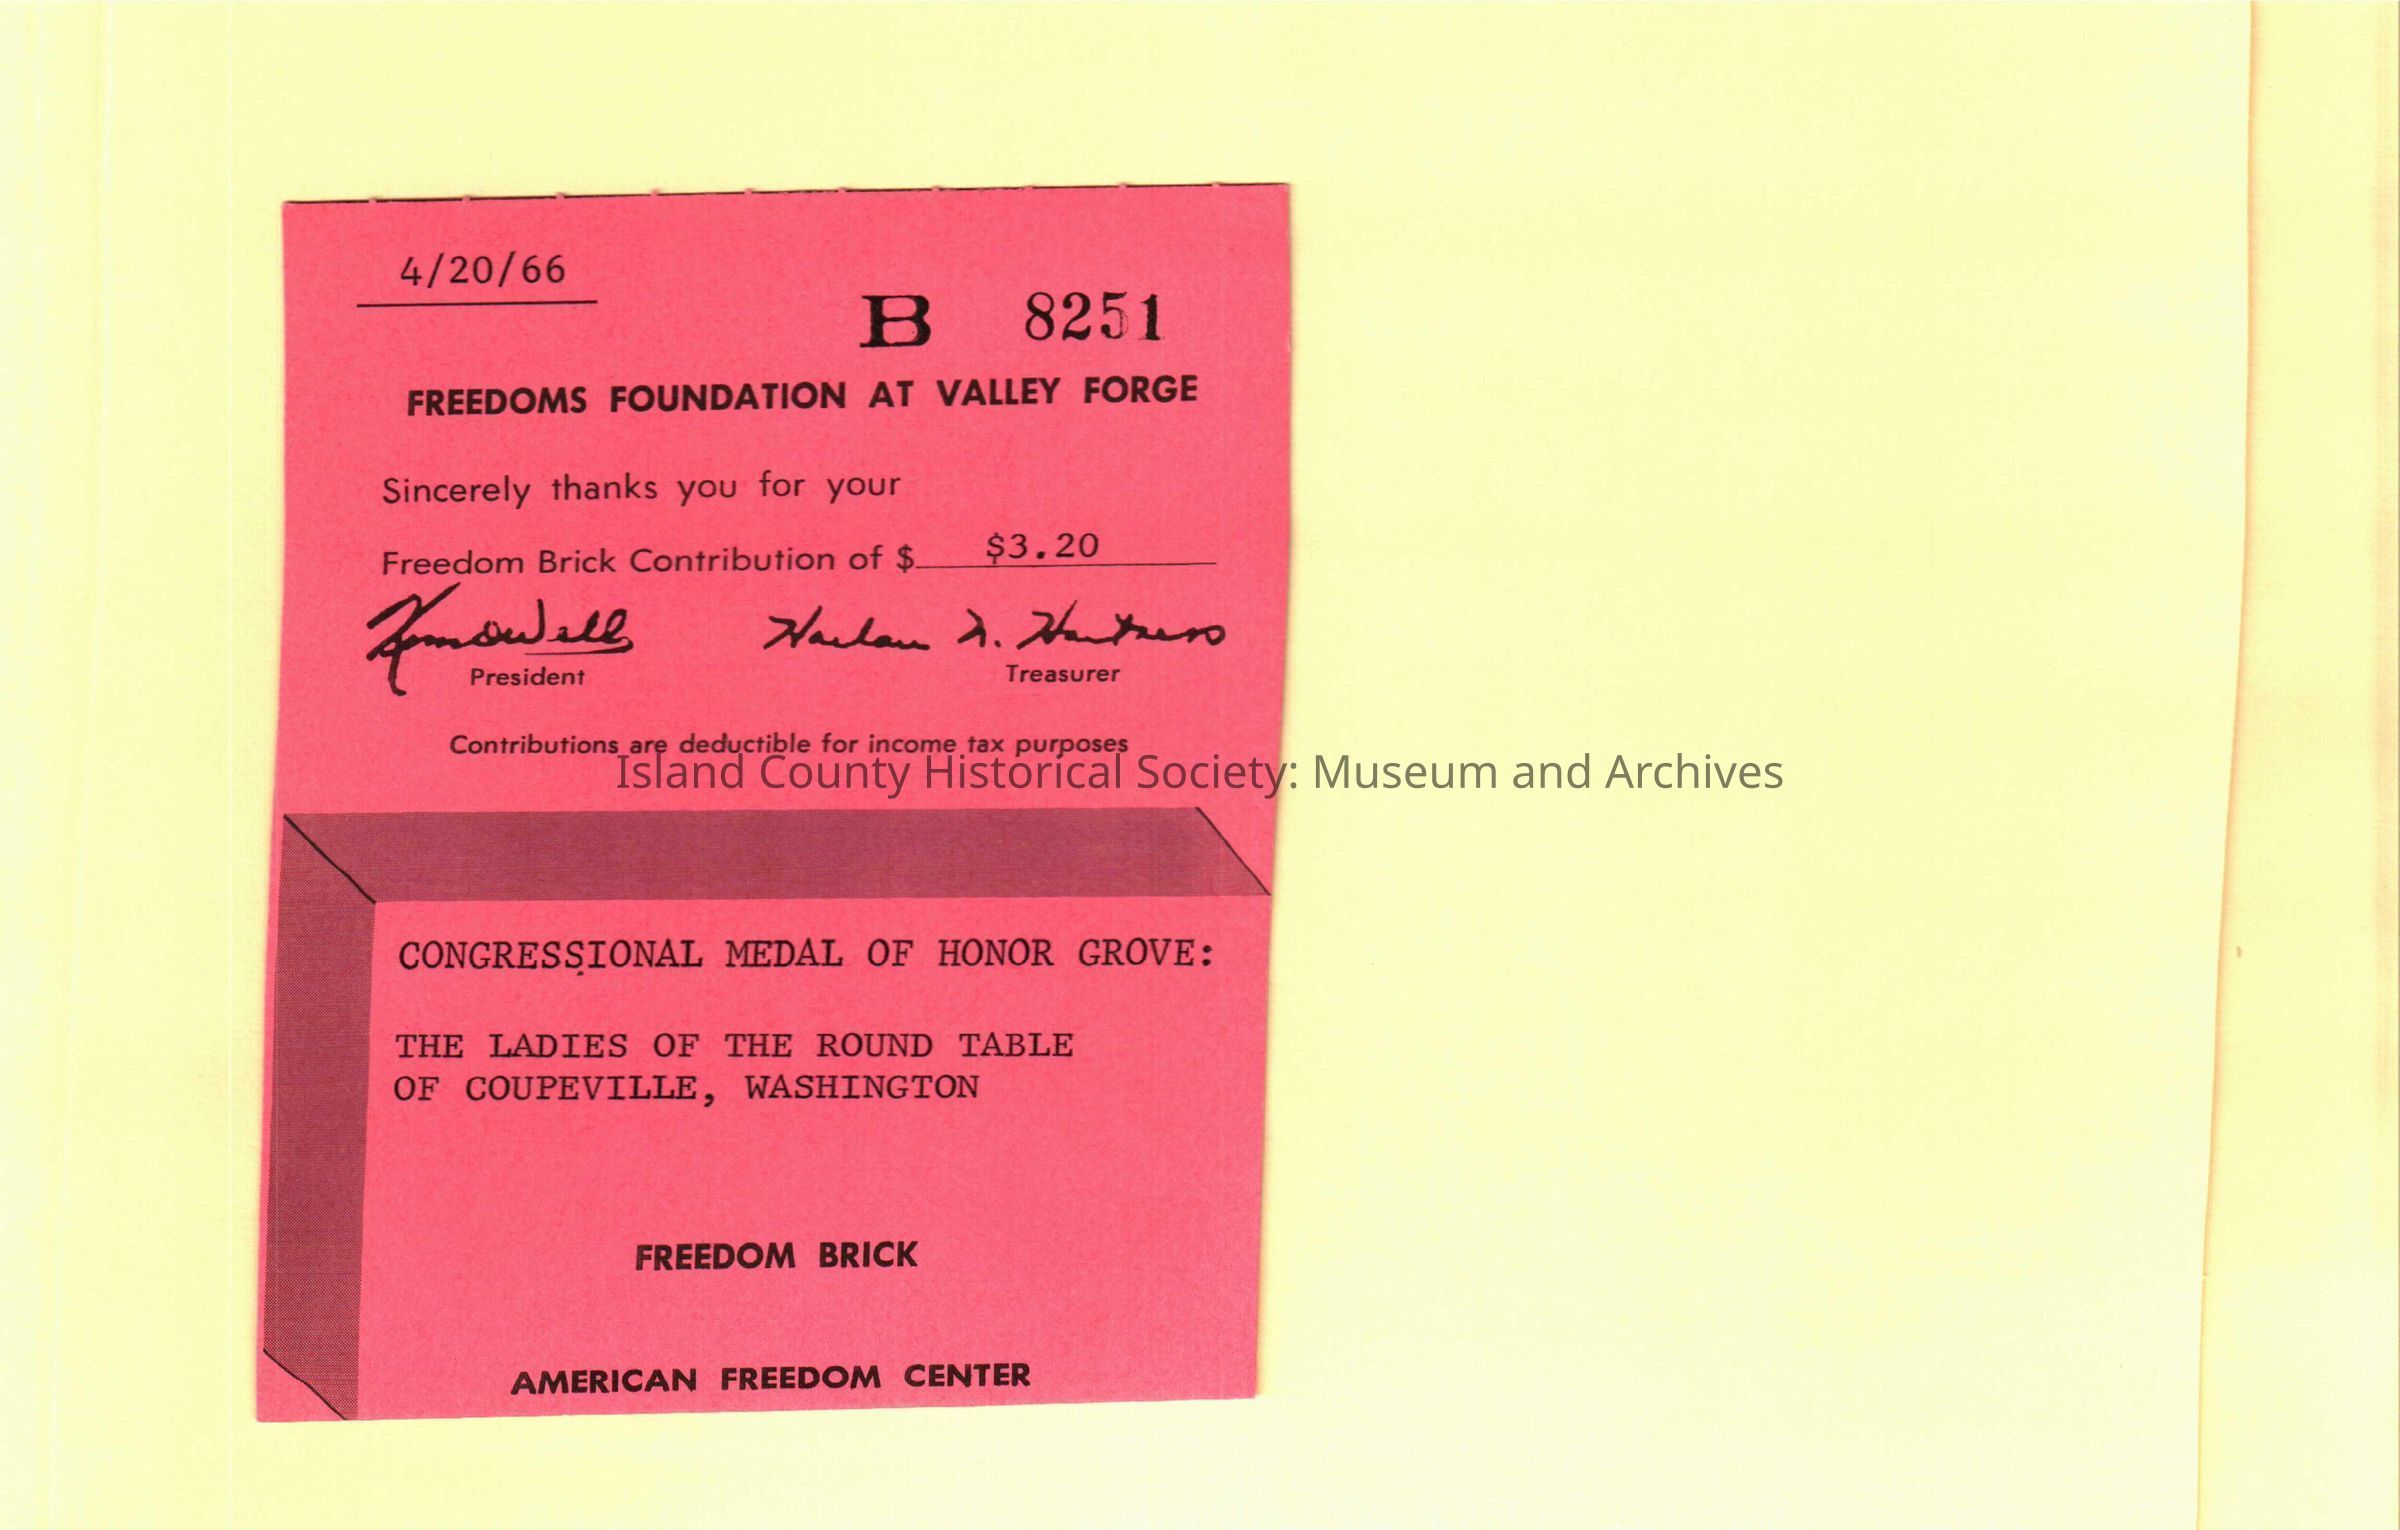 4/20/66
B 8251
FREEDOMS FOUNDATION AT VALLEY FORGE
Sincerely thanks you for your
Freedom Brick Contribution of $ $3.20
Harlan N. Hartness
President Treasurer
Contributions are deductible for income tax purposes
Island County Historical Society: Museum and Archives
CONGRESSIONAL MEDAL OF HONOR GROVE:
THE LADIES OF THE ROUND TABLE
OF COUPEVILLE, WASHINGTON
FREEDOM BRICK
AMERICAN FREEDOM CENTER